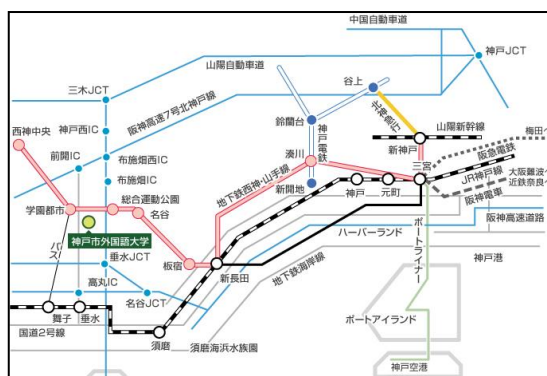 中国自動車道
山陽自動車道
神戸JCT
谷上
三木JCT
阪神高速7号北神戸線
鈴蘭台
神戸電鉄
北神急行
山陽新幹線
神戸西IC
西神中央
前開IC
布施畑西IC
湊川
新神戸
梅田へ
三宮
阪急電鉄
布施畑IC
地下鉄西神・山手線
JR神戸線
大阪難波へ
近鉄奈良へ
総合運動公園
新開地
神戸
元町
阪神電車
学園都市
名谷
神戸市外国語大学
ハーバーランド
阪神高速道路
バス
垂水JCT
板宿
新長田
神戸港
高丸IC
地下鉄海岸線
ポートライナー
名谷JCT
舞子
垂水
ポートアイランド
国道2号線
須磨
須磨海浜水族園
神戸空港